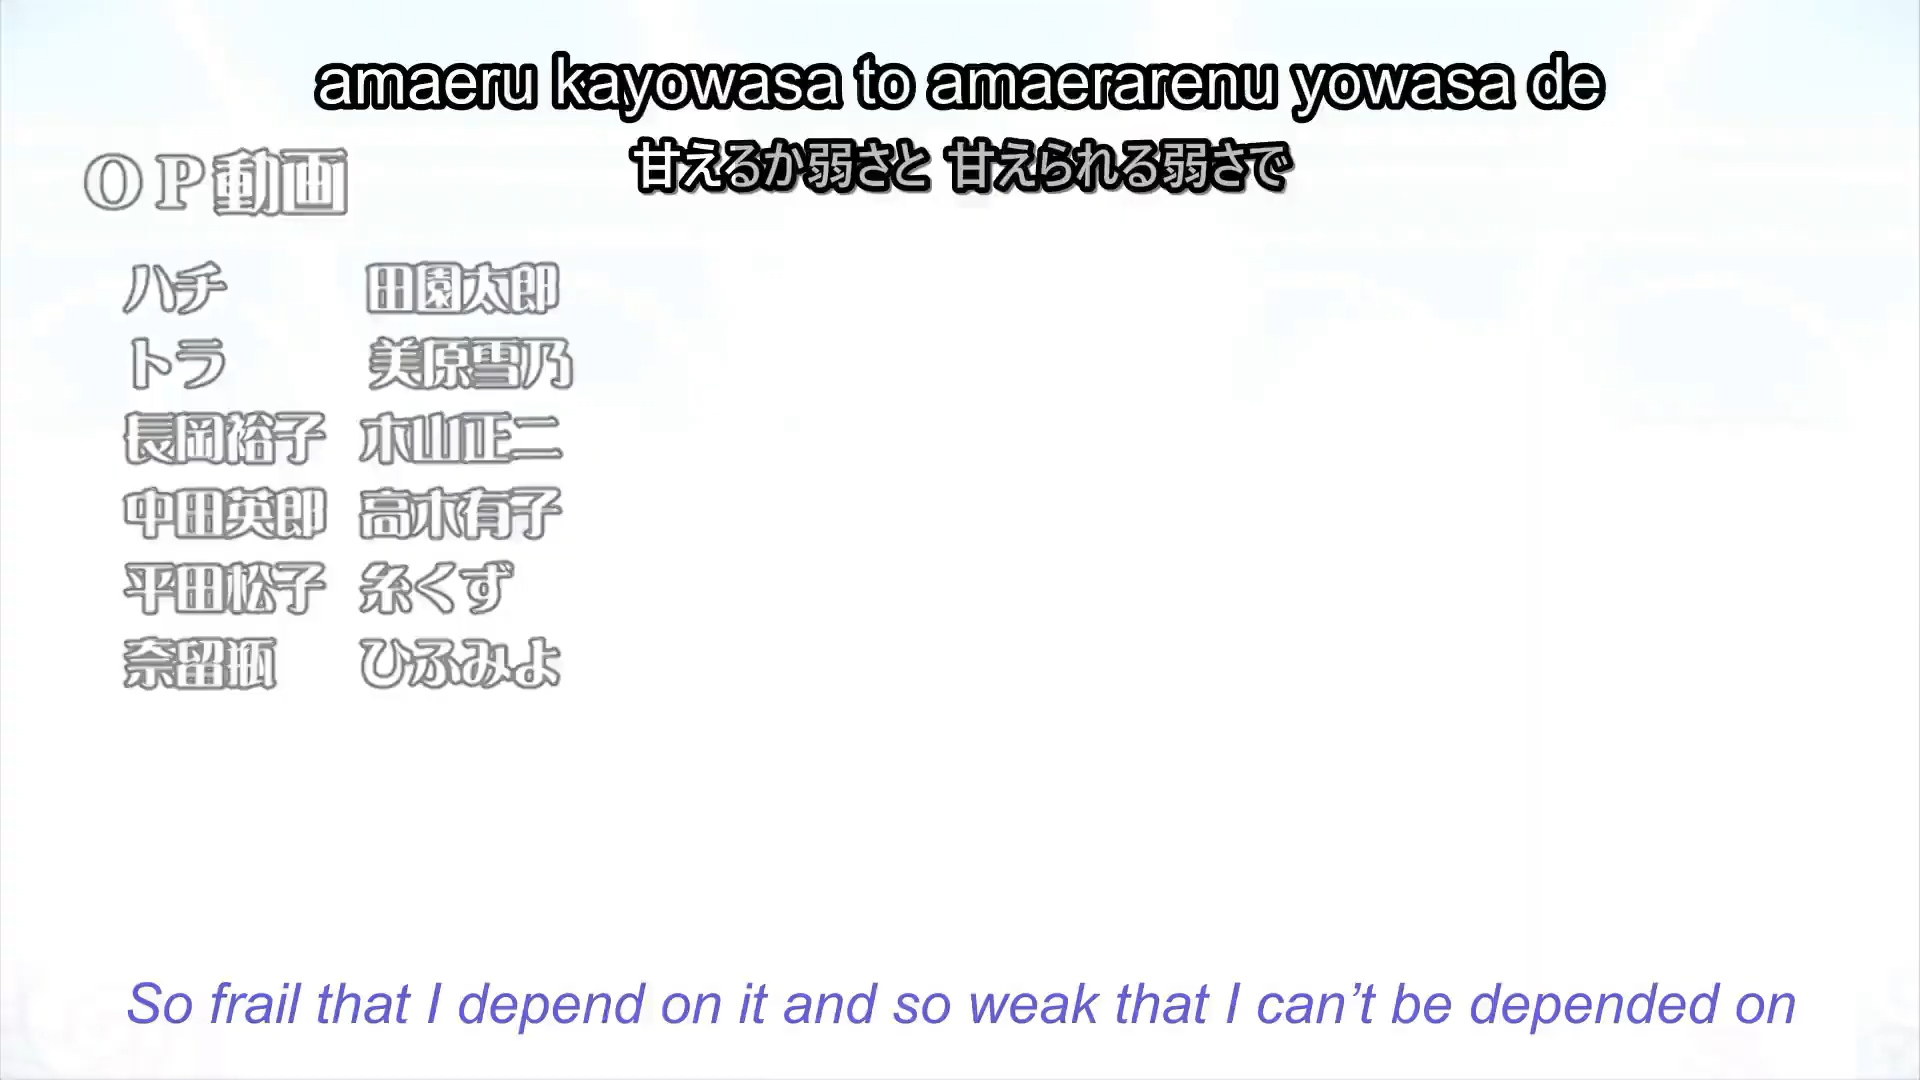 amaeru kayowasa to amaerarenu yowasa de
甘えるか弱さと 甘えられる弱さで
OP動画
ハチ 田園太郎
トラ 美原雪乃
長岡裕子 木山正二
中田英郎 高木有子
平田松子 糸くず
奈留瓶 ひふみよ
So frail that I depend on it and so weak that I can’t be depended on